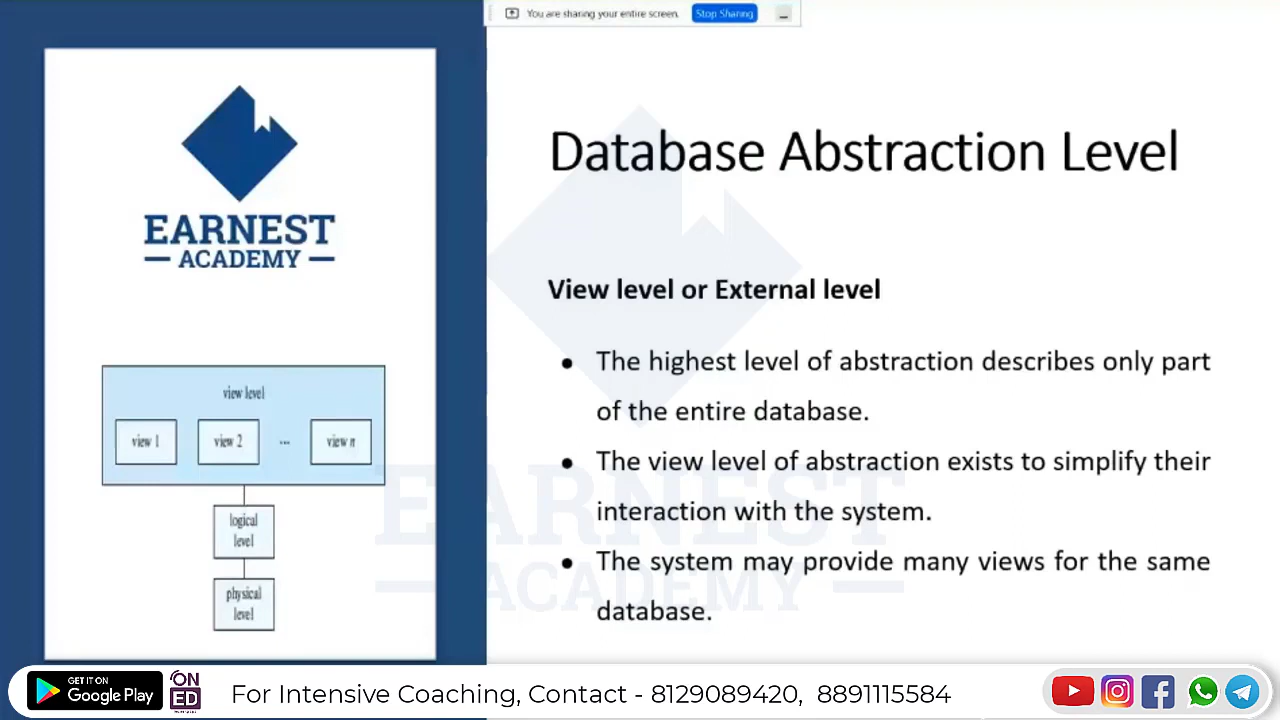 You are sharing your entire screen.
Stop Sharing
EARNEST
ACADEMY
Database Abstraction Level
View level or External level
• The highest level of abstraction describes only part
of the entire database.
• The view level of abstraction exists to simplify their
interaction with the system.
• The system may provide many views for the same
database.
view level
view 1
view 2
...
view n
logical
level
physical
level
EARNEST
ACADEMY
GET IT ON
Google Play
ON
ED
For Intensive Coaching, Contact - 8129089420, 8891115584